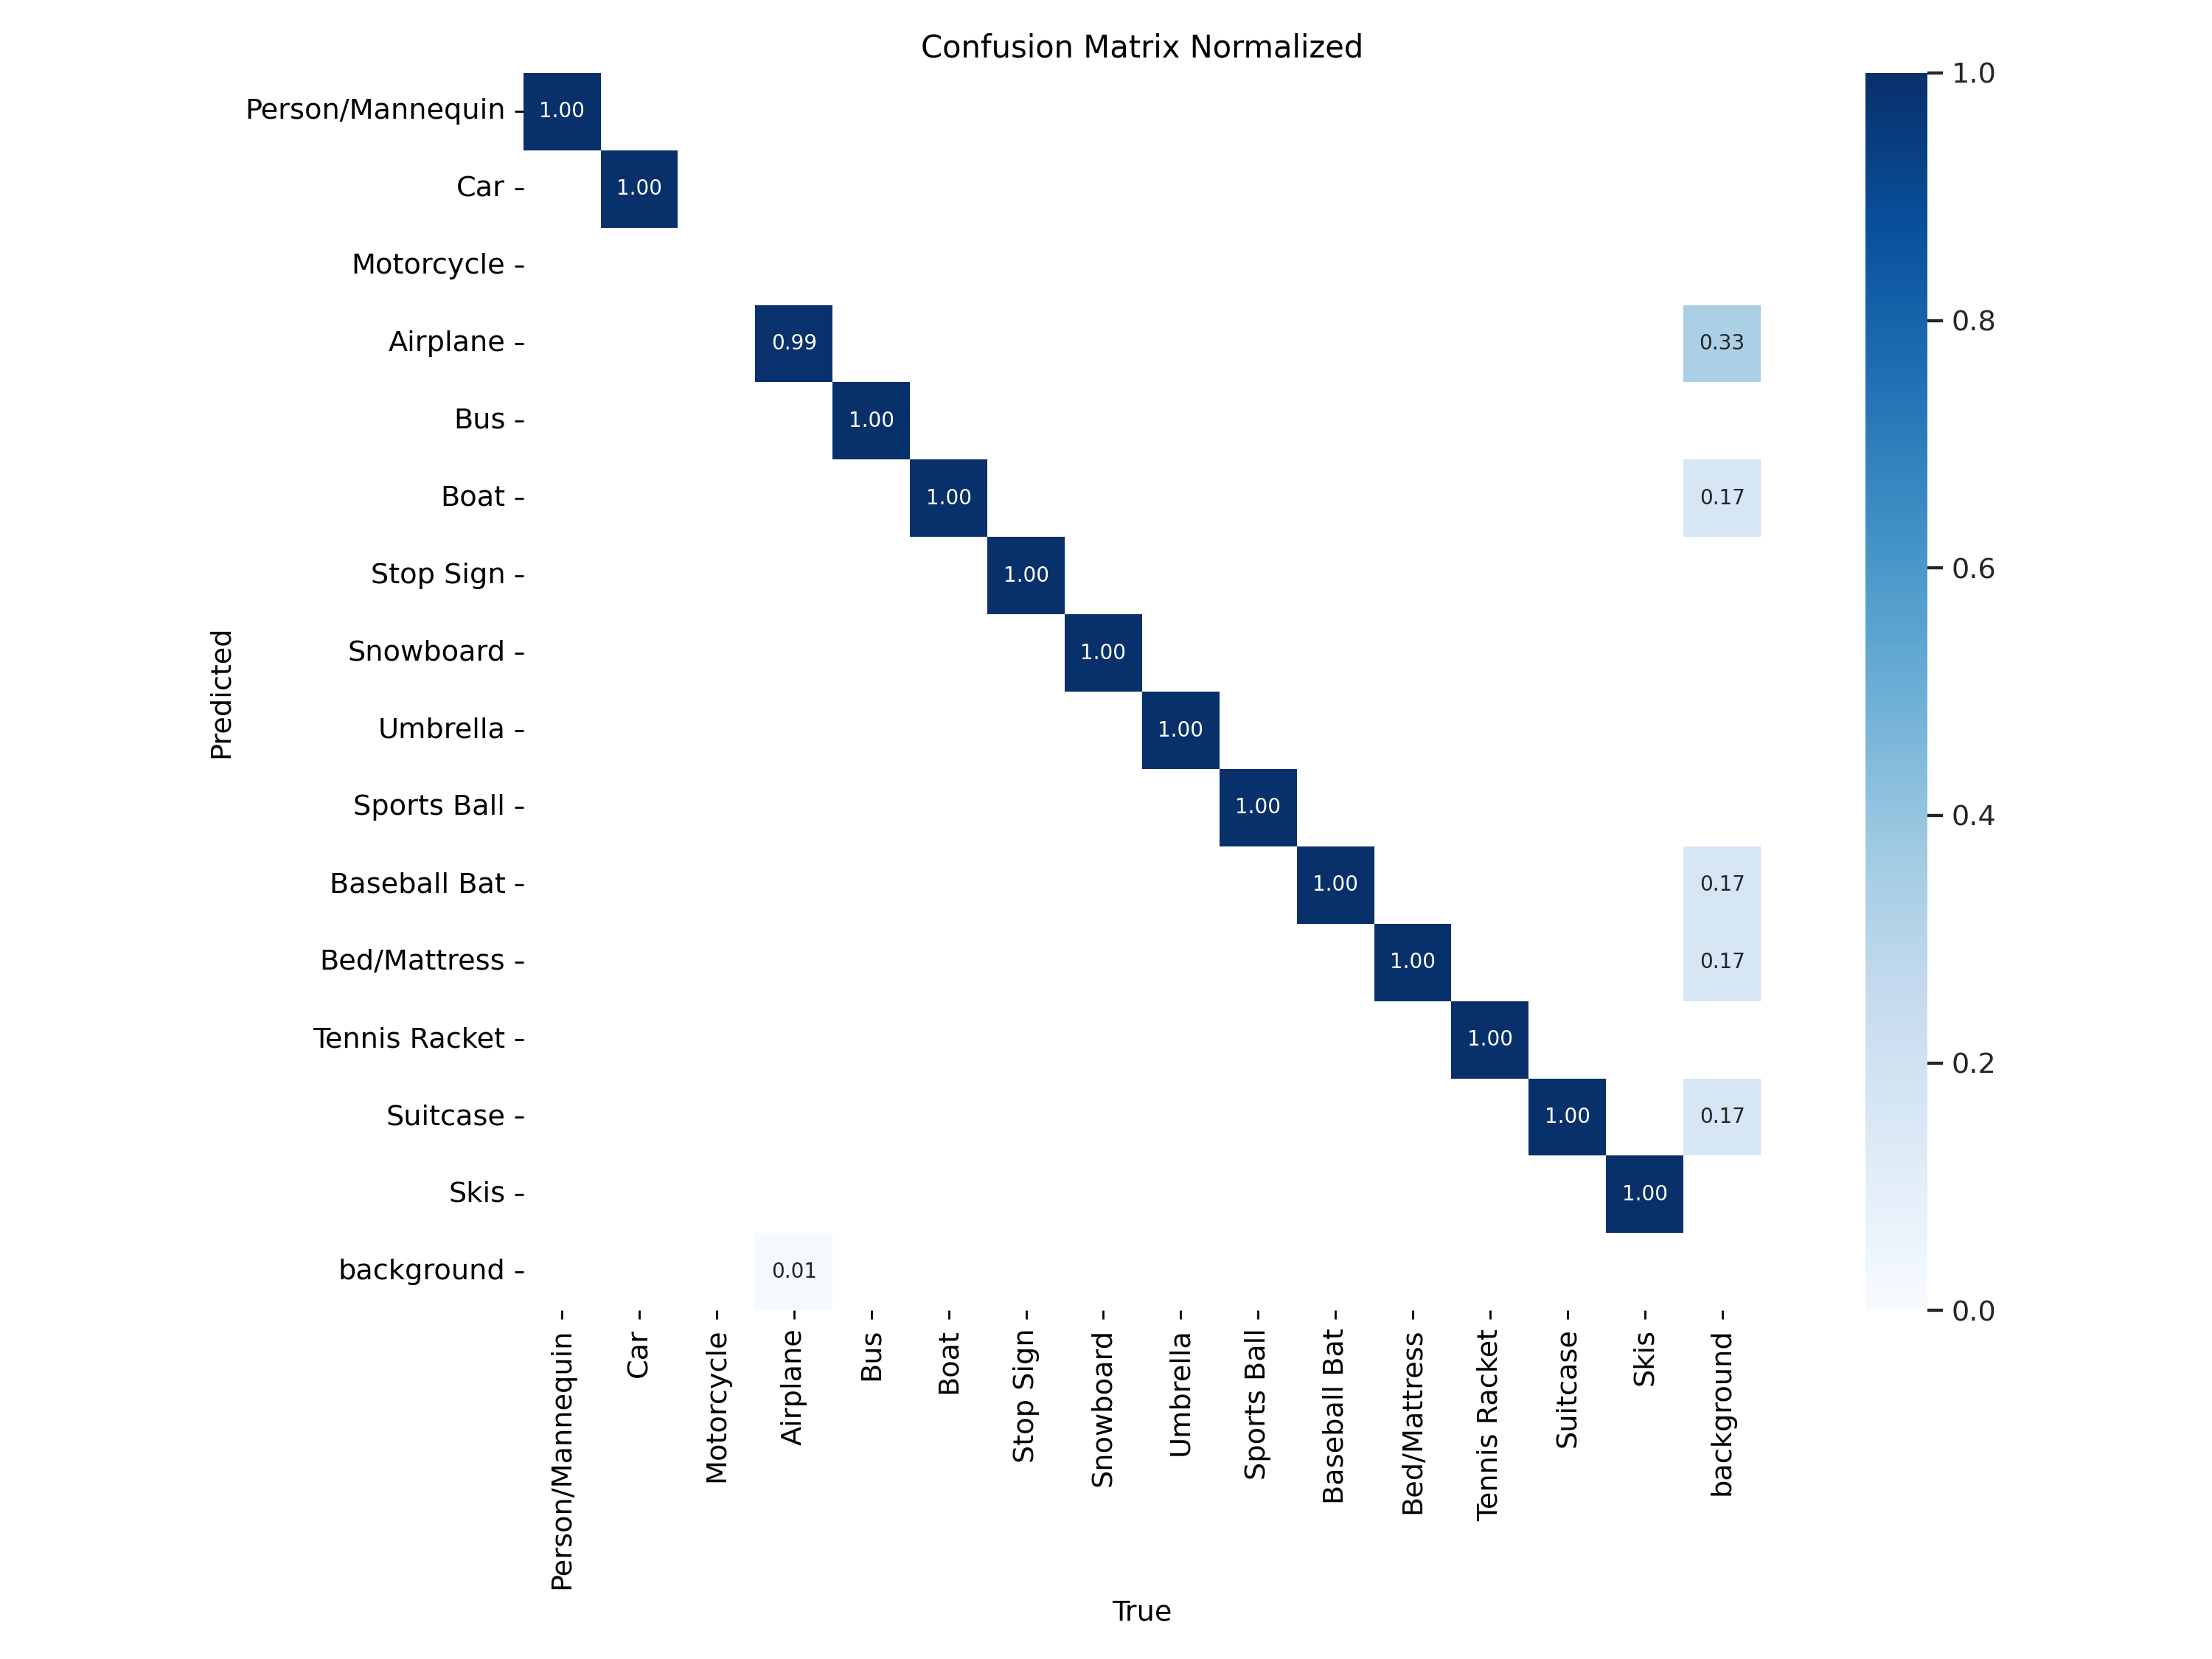 Confusion Matrix Normalized
Person/Mannequin
1.00
Car
1.00
Motorcycle
Airplane
0.99
0.33
Bus
1.00
Boat
1.00
0.17
Stop Sign
1.00
Snowboard
1.00
Umbrella
1.00
Sports Ball
1.00
Baseball Bat
1.00
0.17
Bed/Mattress
1.00
0.17
Tennis Racket
1.00
Suitcase
1.00
0.17
Skis
1.00
background
0.01
Predicted
Person/Mannequin
Car
Motorcycle
Airplane
Bus
Boat
Stop Sign
Snowboard
Umbrella
Sports Ball
Baseball Bat
Bed/Mattress
Tennis Racket
Suitcase
Skis
background
True
1.0
0.8
0.6
0.4
0.2
0.0